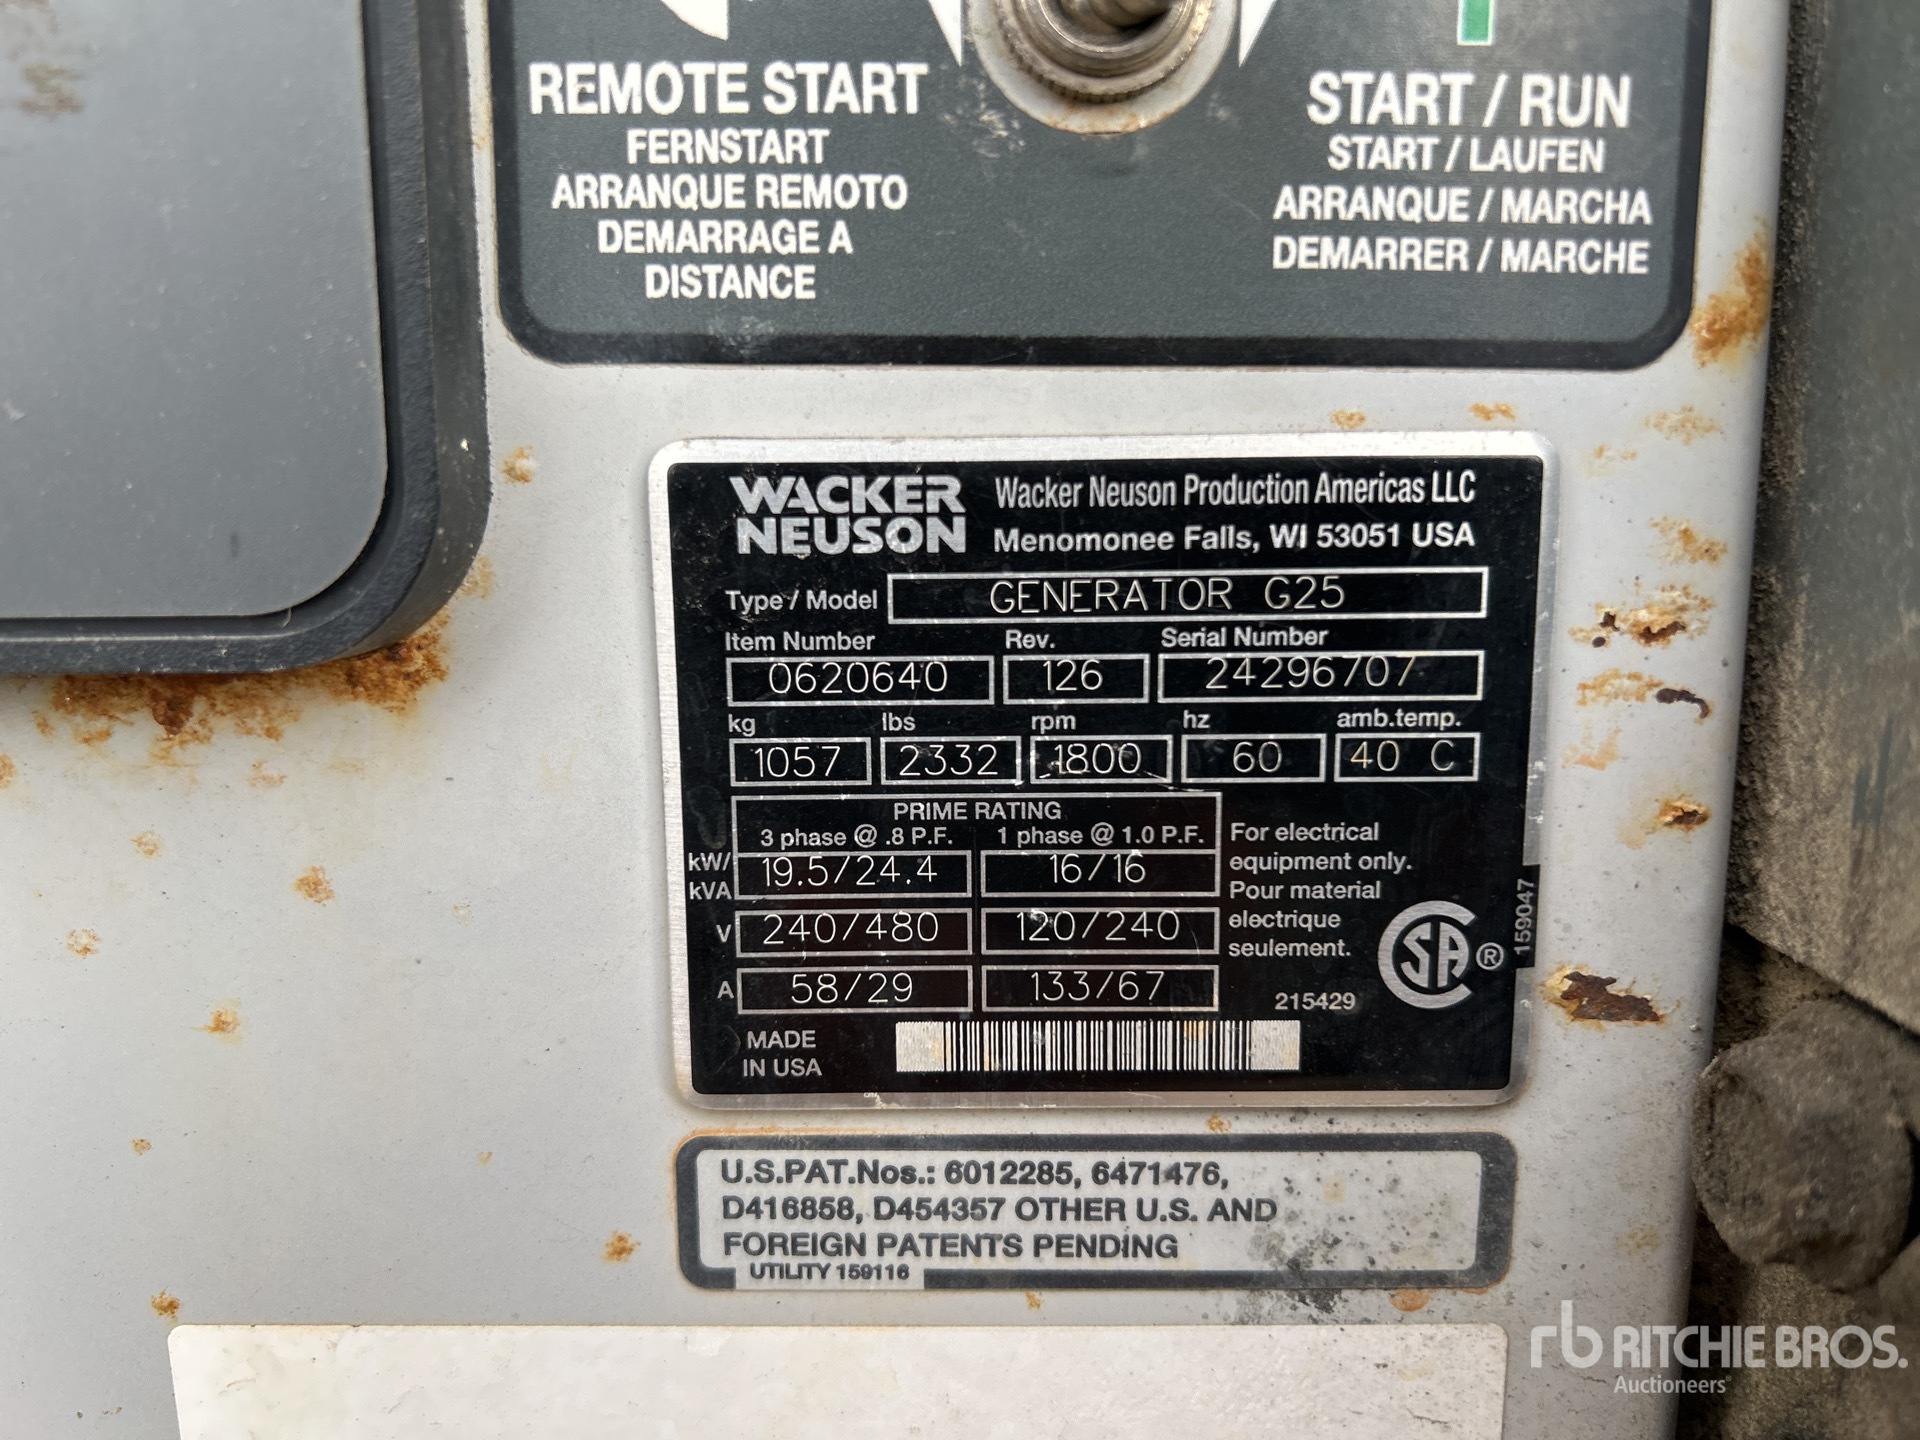 REMOTE START
FERNSTART
ARRANQUE REMOTO
DEMARRAGE A
DISTANCE
START / RUN
START / LAUFEN
ARRANQUE / MARCHA
DEMARRER / MARCHE
WACKER
NEUSON
Wacker Neuson Production Americas LLC
Menomonee Falls, WI 53051 USA
Type / Model GENERATOR G25
Item Number Rev. Serial Number
0620640 126 24296707
kg lbs rpm hz amb.temp.
1057 2332 1800 60 40 C
PRIME RATING
3 phase @ .8 P.F. 1 phase @ 1.0 P.F.
kW/
kVA 19.5/24.4 16/16
V 240/480 120/240
A 58/29 133/67
For electrical
equipment only.
Pour material
electrique
seulement.
215429
CSA ®
159047
MADE
IN USA
U.S.PAT.Nos.: 6012285, 6471476,
D416858, D454357 OTHER U.S. AND
FOREIGN PATENTS PENDING
UTILITY 159116
rb RITCHIE BROS.
Auctioneers